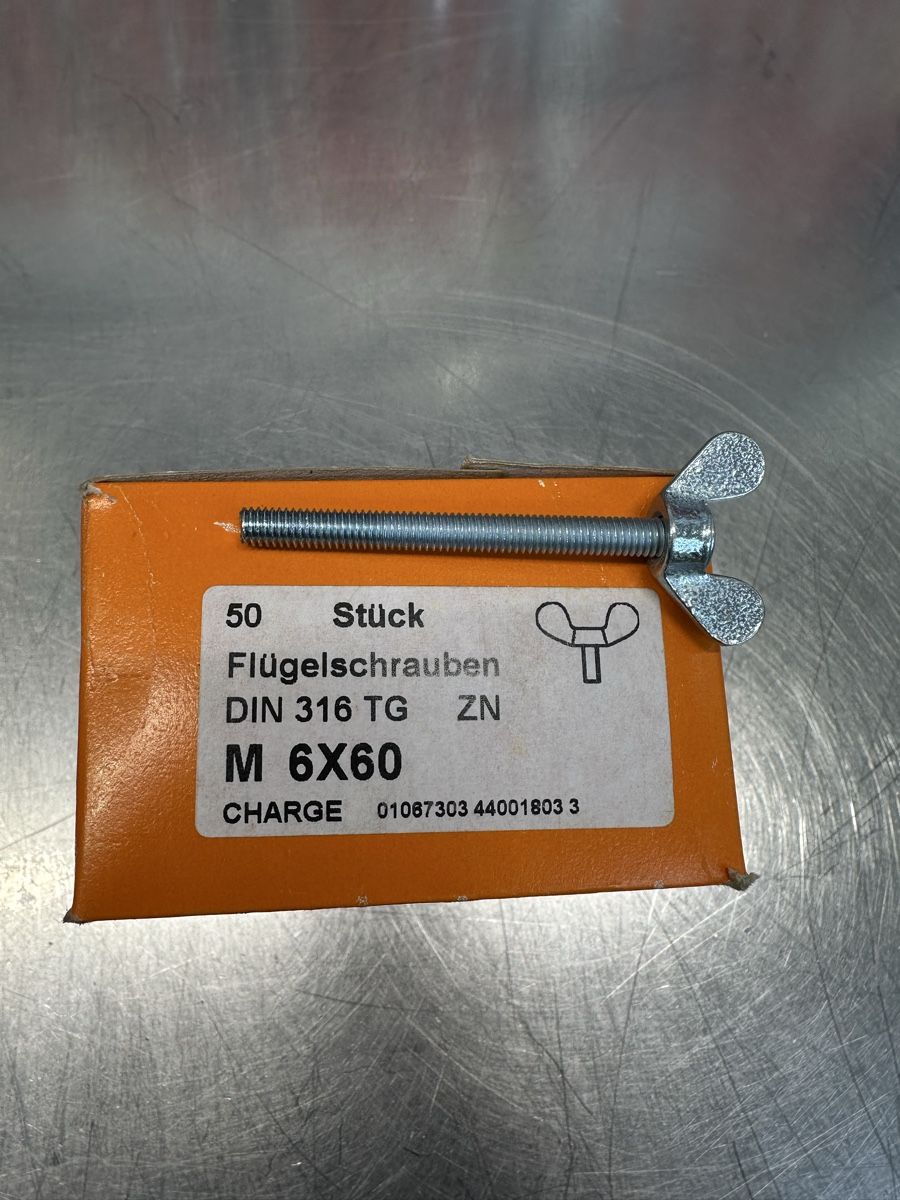 50 Stück
Flügelschrauben
DIN 316 TG ZN
M 6X60
CHARGE 01067303 44001803 3